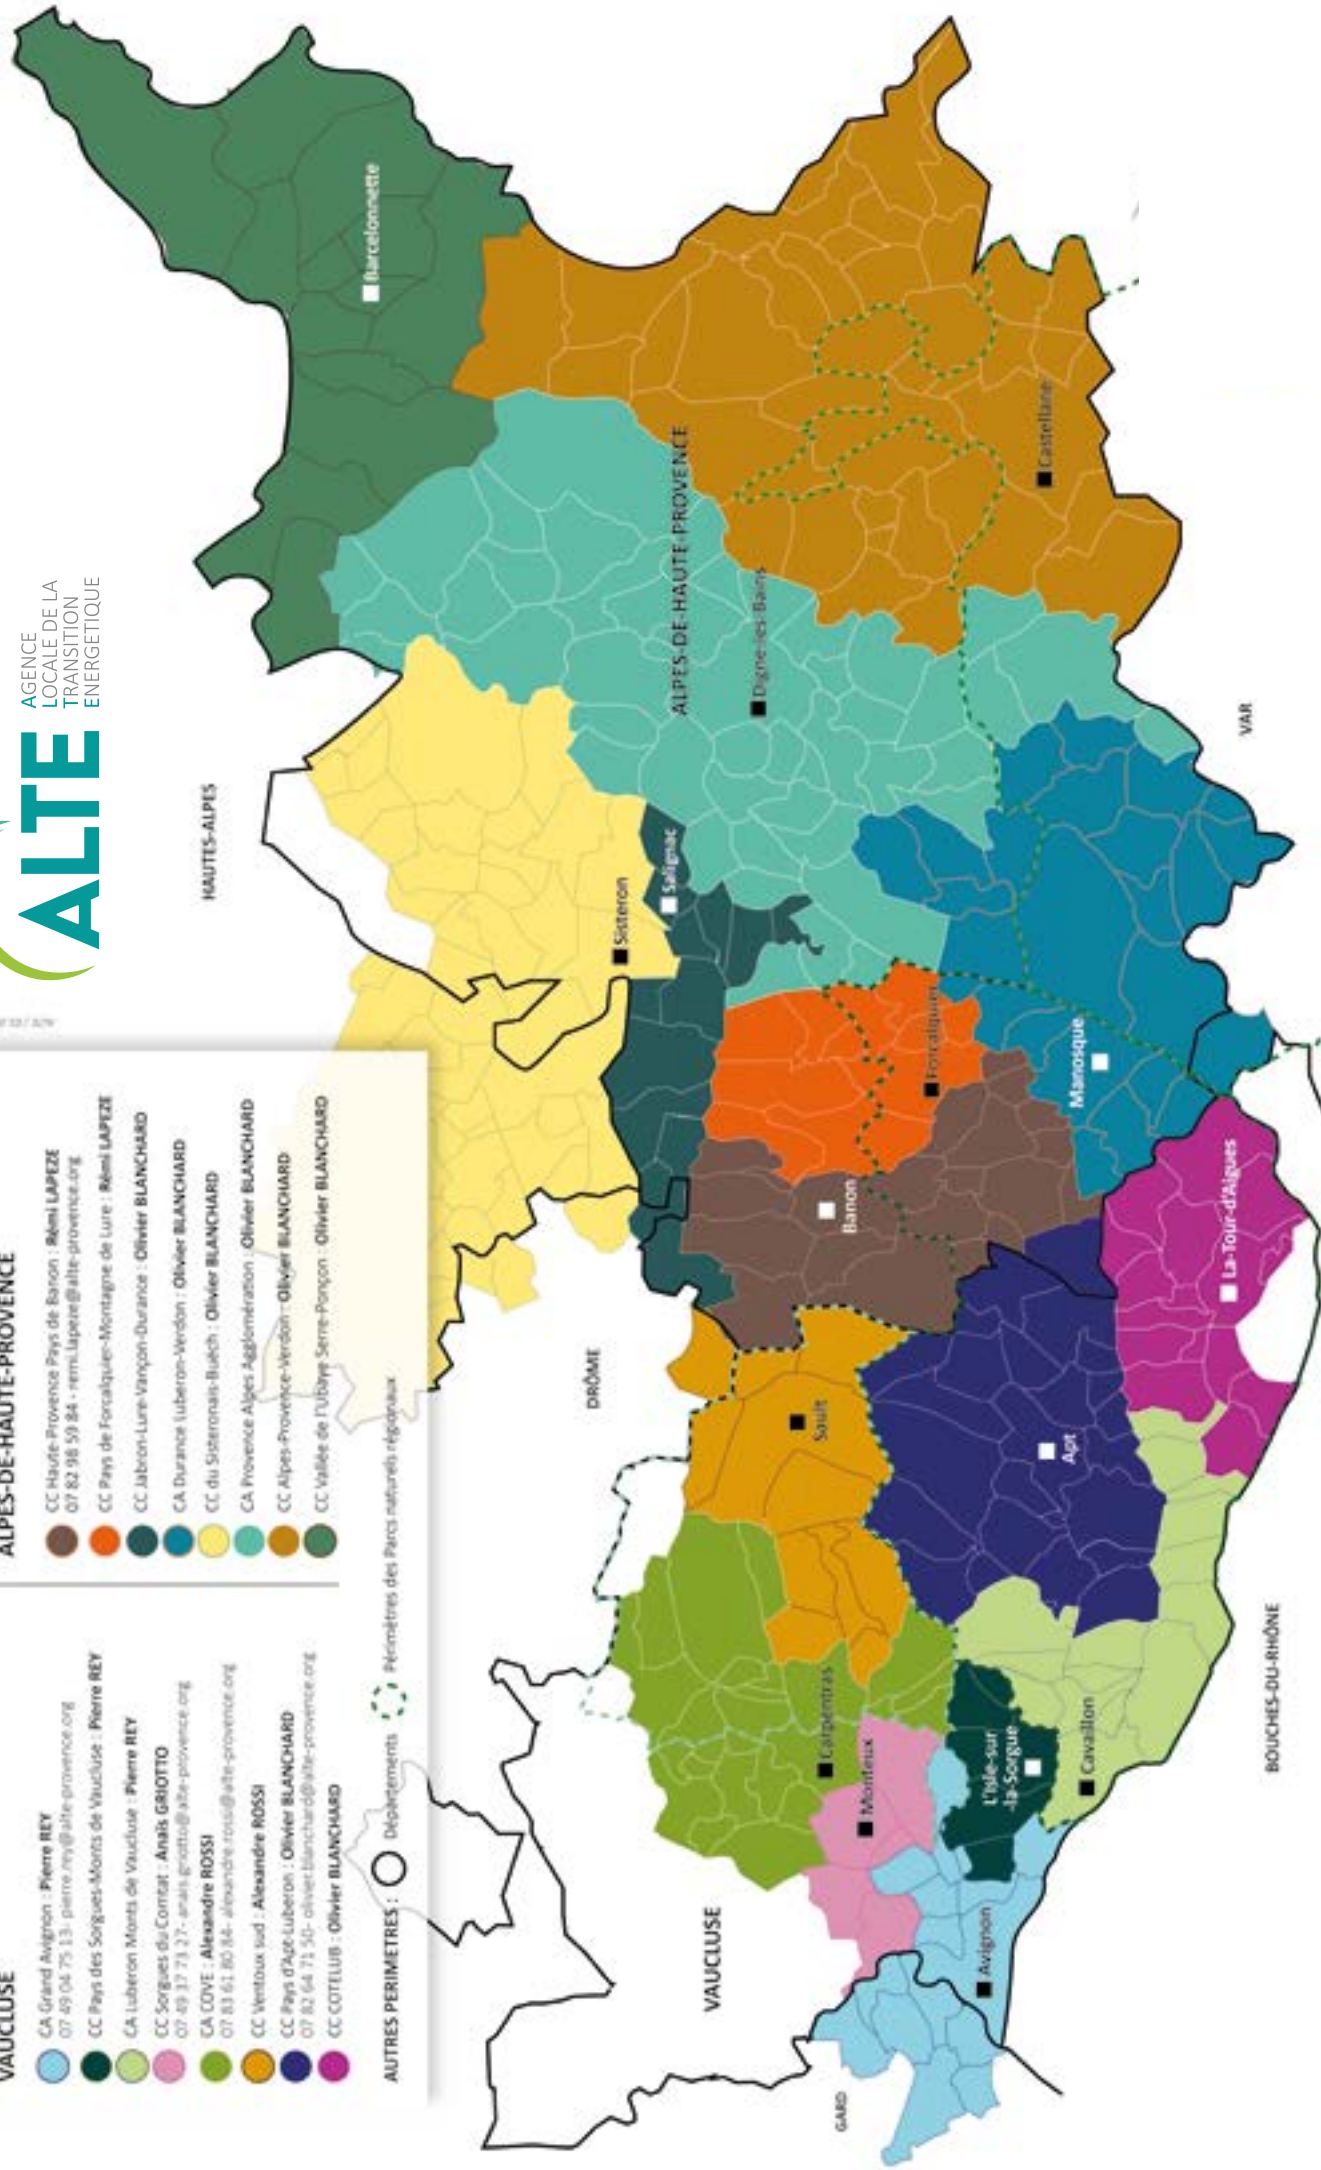 ALTE
AGENCE
LOCALE DE LA
TRANSITION
ENERGETIQUE
VAUCLUSE
CA Grand Avignon : Pierre REY
07 49 04 75 13 - pierre.rey@alte-provence.org
CC Pays des Sorgues-Monts de Vaucluse : Pierre REY
CA Luberon Monts de Vaucluse : Pierre REY
CC Sorgues du Comtat : Anaïs GRIOTTO
07 49 37 73 27 - anais.griotto@alte-provence.org
CA COVE : Alexandre ROSSI
07 83 61 80 84 - alexandre.rossi@alte-provence.org
CC Ventoux sud : Alexandre ROSSI
CC Pays d'Apt-Luberon : Olivier BLANCHARD
07 82 64 71 50 - olivier.blanchard@alte-provence.org
CC COTELUB : Olivier BLANCHARD
ALPES-DE-HAUTE-PROVENCE
CC Haute-Provence Pays de Banon : Rémi LAPEZE
07 82 98 59 84 - remi.lapeze@alte-provence.org
CC Pays de Forcalquier-Montagne de Lure : Rémi LAPEZE
CC Jabron-Lure-Vançon-Durance : Olivier BLANCHARD
CA Durance Luberon-Verdon : Olivier BLANCHARD
CC du Sisteronais-Buëch : Olivier BLANCHARD
CA Provence Alpes Agglomération : Olivier BLANCHARD
CC Alpes-Provence-Verdon : Olivier BLANCHARD
CC Vallée de l'Ubaye Serre-Ponçon : Olivier BLANCHARD
AUTRES PERIMETRES :
Départements
Périmètres des Parcs naturels régionaux
HAUTES-ALPES
Barcelonnette
Sisteron
Salignac
ALPES-DE-HAUTE-PROVENCE
Digne-les-Bains
Castellane
DRÔME
Banon
Forcalquier
Manosque
VAR
Sault
Apt
La-Tour-d'Aigues
VAUCLUSE
Carpentras
Monteux
L'Isle-sur
-la-Sorgue
Cavaillon
Avignon
GARD
BOUCHES-DU-RHÔNE